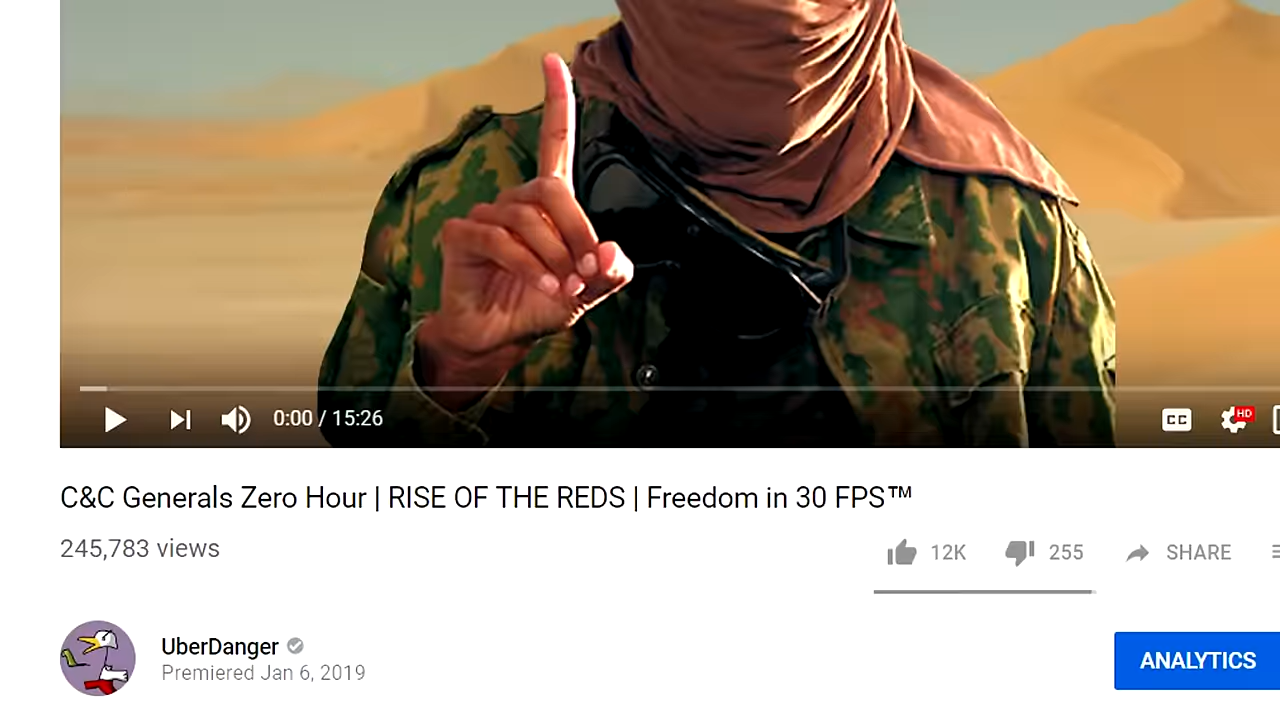 0:00 / 15:26
CC
HD
C&C Generals Zero Hour | RISE OF THE REDS | Freedom in 30 FPS™
245,783 views
12K
255
SHARE
UberDanger
Premiered Jan 6, 2019
ANALYTICS